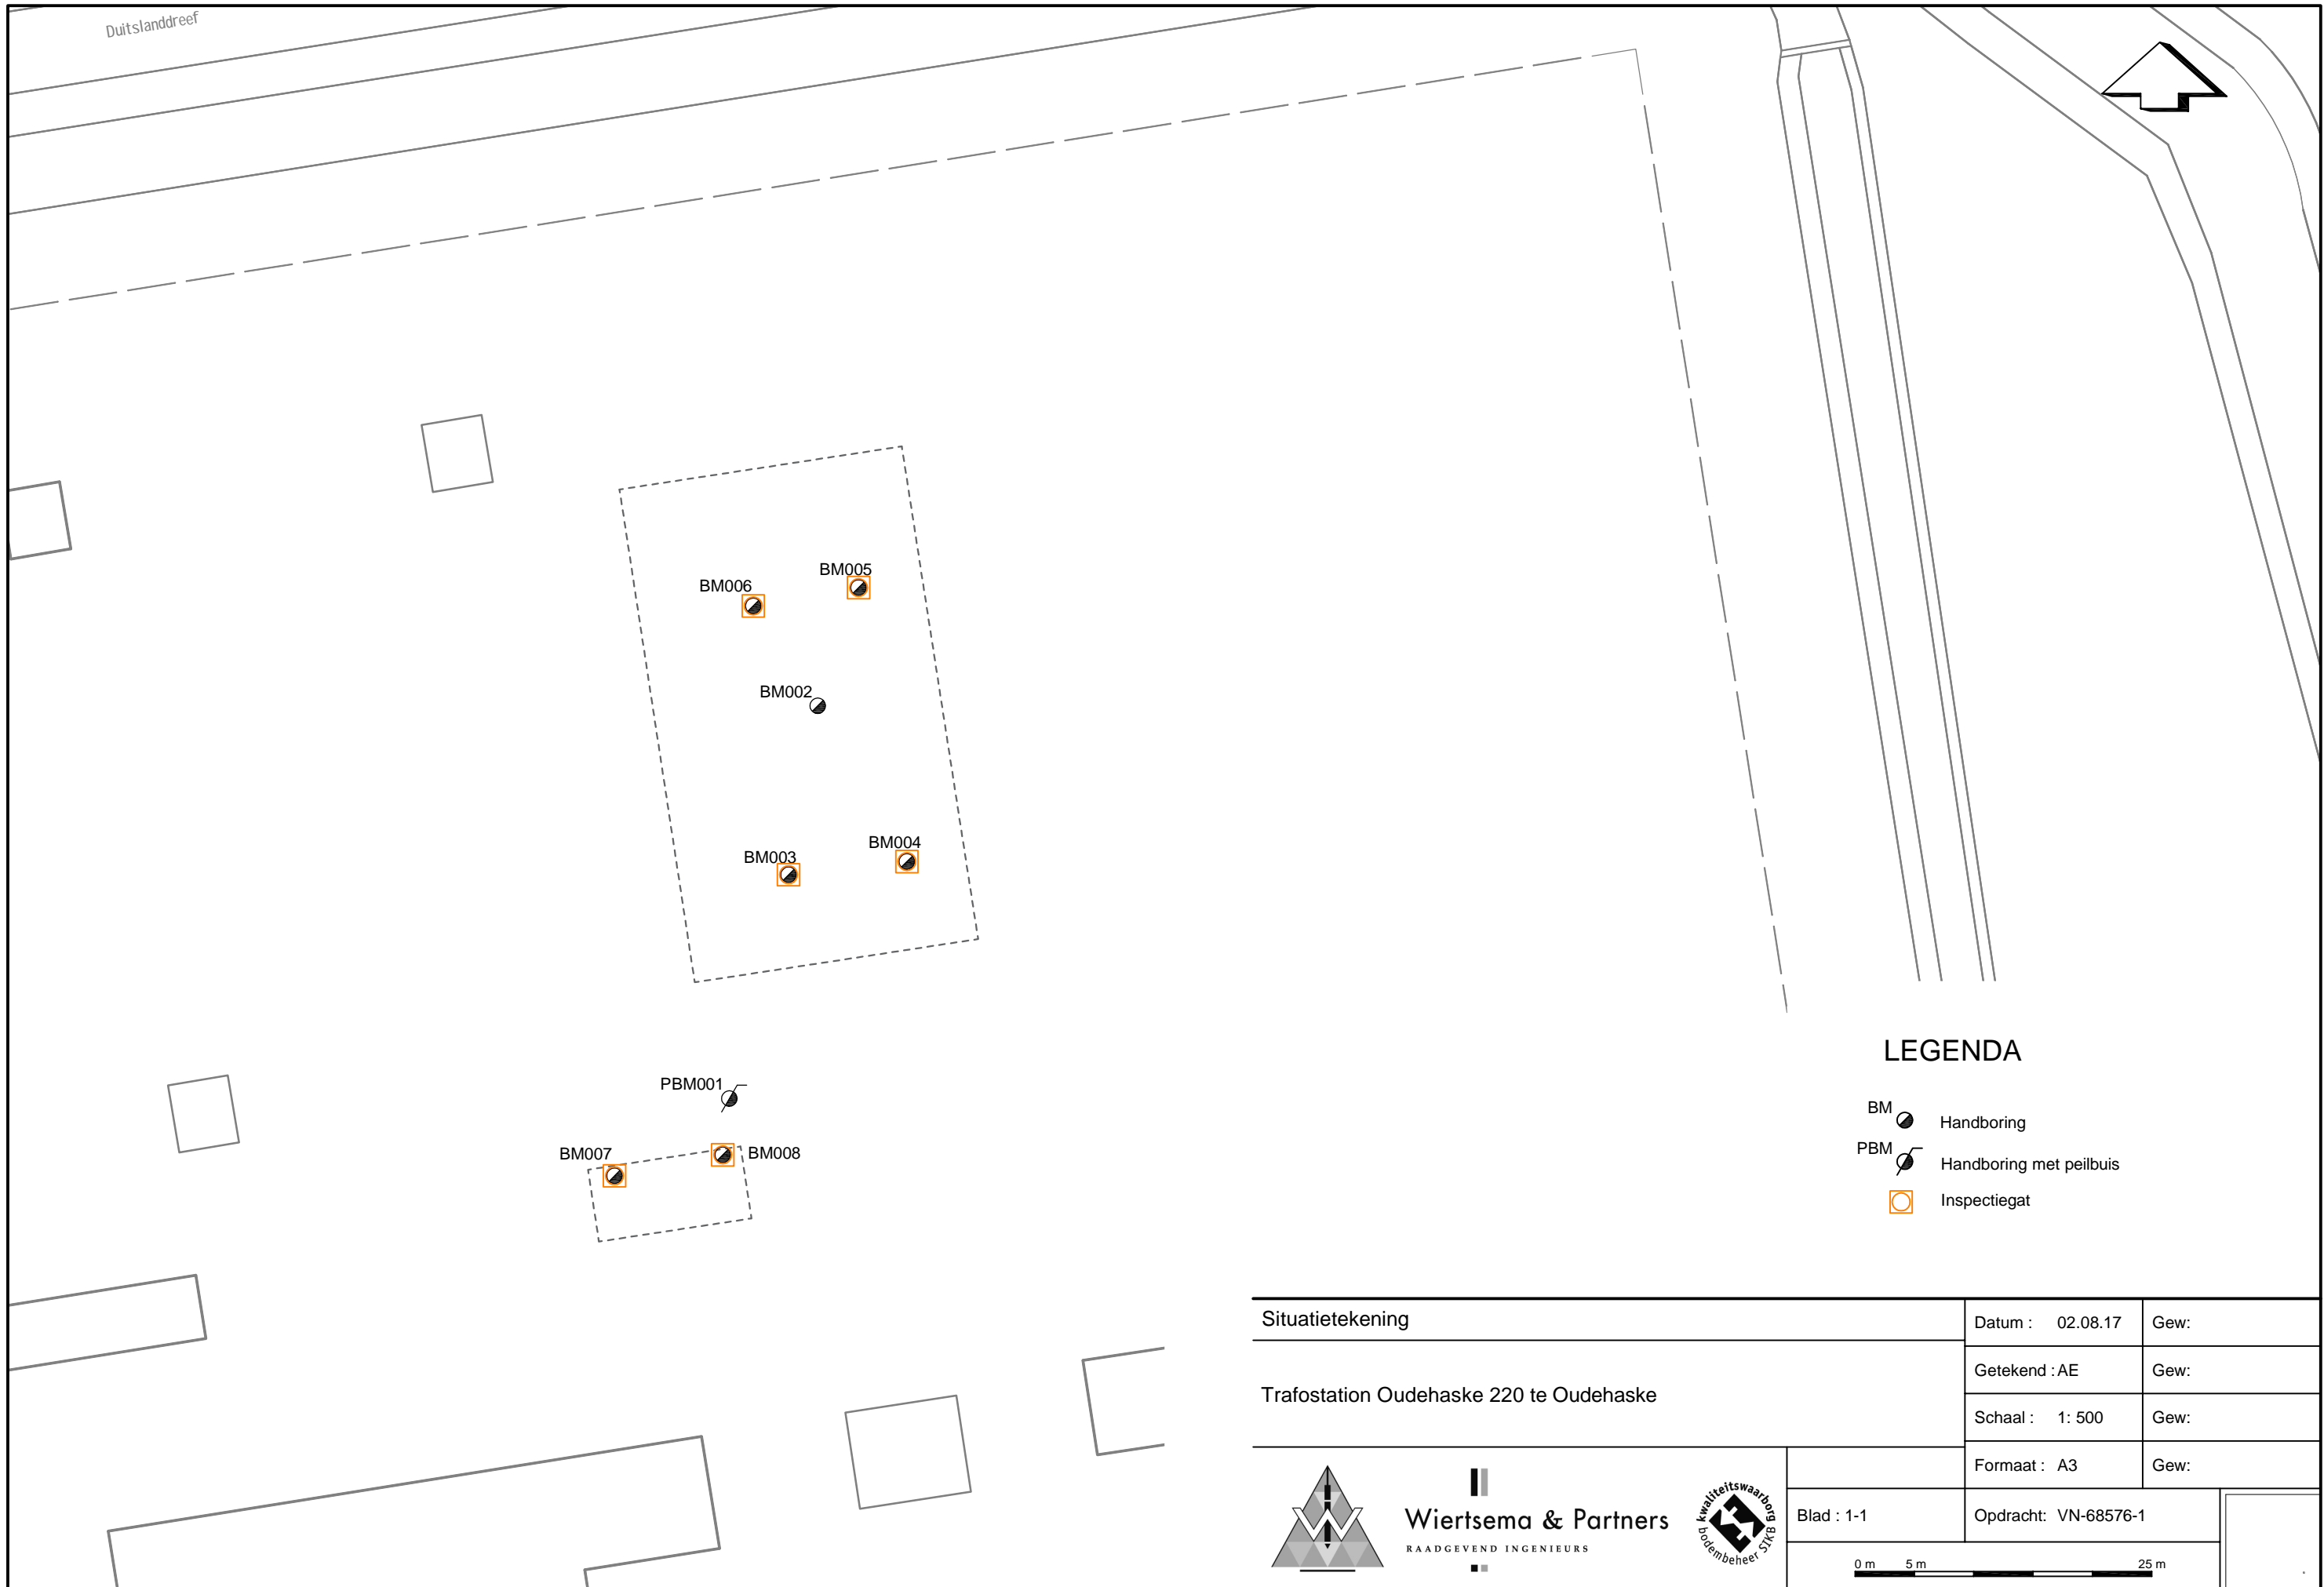 Duitslanddreef
BM005
BM006
BM002
BM004
BM003
PBM001
BM007
BM008
LEGENDA
BM
Handboring
PBM
Handboring met peilbuis
Inspectiegat
Situatietekening
Datum : 02.08.17 Gew:
Getekend : AE Gew:
Trafostation Oudehaske 220 te Oudehaske
Schaal : 1: 500 Gew:
Formaat : A3 Gew:
Wiertsema & Partners
RAADGEVEND INGENIEURS
kwaliteitswaarborg
bodembeheer SIKB
Blad : 1-1
Opdracht: VN-68576-1
0 m 5 m 25 m